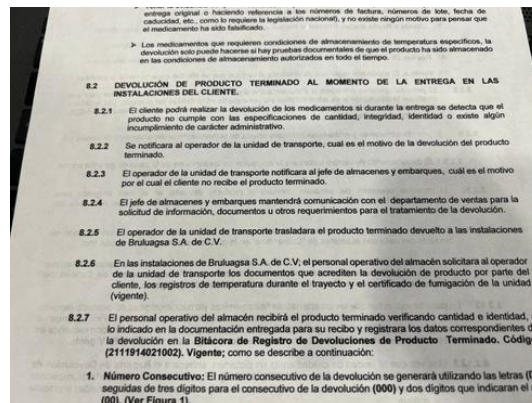 entrega original o haciendo referencia a los números de factura, números de lote, fecha de
caducidad, etc., como lo requiere la legislación nacional), y no existe ningún motivo para pensar que
el medicamento ha sido falsificado.
➢ Los medicamentos que requieren condiciones de almacenamiento de temperatura específicos, la
devolución solo puede hacerse si hay pruebas documentales de que el producto ha sido almacenado
en las condiciones de almacenamiento autorizados en todo el tiempo.
8.2 DEVOLUCIÓN DE PRODUCTO TERMINADO AL MOMENTO DE LA ENTREGA EN LAS
INSTALACIONES DEL CLIENTE.
8.2.1 El cliente podrá realizar la devolución de los medicamentos si durante la entrega se detecta que el
producto no cumple con las especificaciones de cantidad, integridad, identidad o existe algún
incumplimiento de carácter administrativo.
8.2.2 Se notificara al operador de la unidad de transporte, cual es el motivo de la devolución del producto
terminado.
8.2.3 El operador de la unidad de transporte notificara al jefe de almacenes y embarques, cuál es el motivo
por el cual el cliente no recibe el producto terminado.
8.2.4 El jefe de almacenes y embarques mantendrá comunicación con el departamento de ventas para la
solicitud de información, documentos u otros requerimientos para el tratamiento de la devolución.
8.2.5 El operador de la unidad de transporte trasladara el producto terminado devuelto a las instalaciones
de Bruluagsa S.A. de C.V.
8.2.6 En las instalaciones de Bruluagsa S.A. de C.V; el personal operativo del almacén solicitara al operador
de la unidad de transporte los documentos que acrediten la devolución de producto por parte del
cliente, los registros de temperatura durante el trayecto y el certificado de fumigación de la unidad
(vigente).
8.2.7 El personal operativo del almacén recibirá el producto terminado verificando cantidad e identidad,
lo indicado en la documentación entregada para su recibo y registrara los datos correspondientes
la devolución en la Bitácora de Registro de Devoluciones de Producto Terminado. Código
(2111914021002). Vigente; como se describe a continuación:
1. Número Consecutivo: El número consecutivo de la devolución se generará utilizando las letras
seguidas de tres dígitos para el consecutivo de la devolución (000) y dos dígitos que indicaran el
(00). (Ver Figura 1).